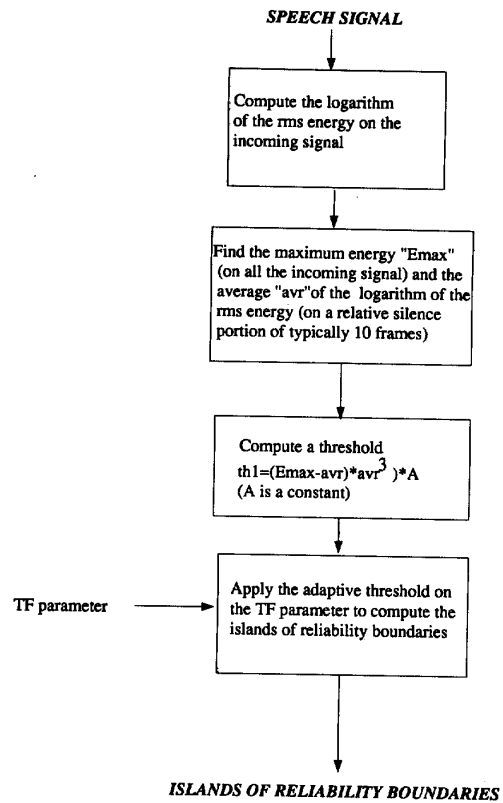 SPEECH SIGNAL
Compute the logarithm
of the rms energy on the
incoming signal
Find the maximum energy "Emax"
(on all the incoming signal) and the
average "avr"of the logarithm of the
rms energy (on a relative silence
portion of typically 10 frames)
Compute a threshold
th1=(Emax-avr)*avr³ )*A
(A is a constant)
Apply the adaptive threshold on
the TF parameter to compute the
islands of reliability boundaries
TF parameter
ISLANDS OF RELIABILITY BOUNDARIES